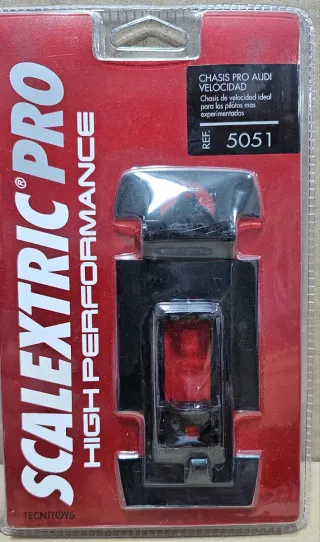 CHASIS PRO AUDI
VELOCIDAD
Chasis de velocidad ideal
para los pilotos mas
experimentados
REF. 5051
SCALEXTRIC® PRO
HIGH PERFORMANCE
TECNITOYS